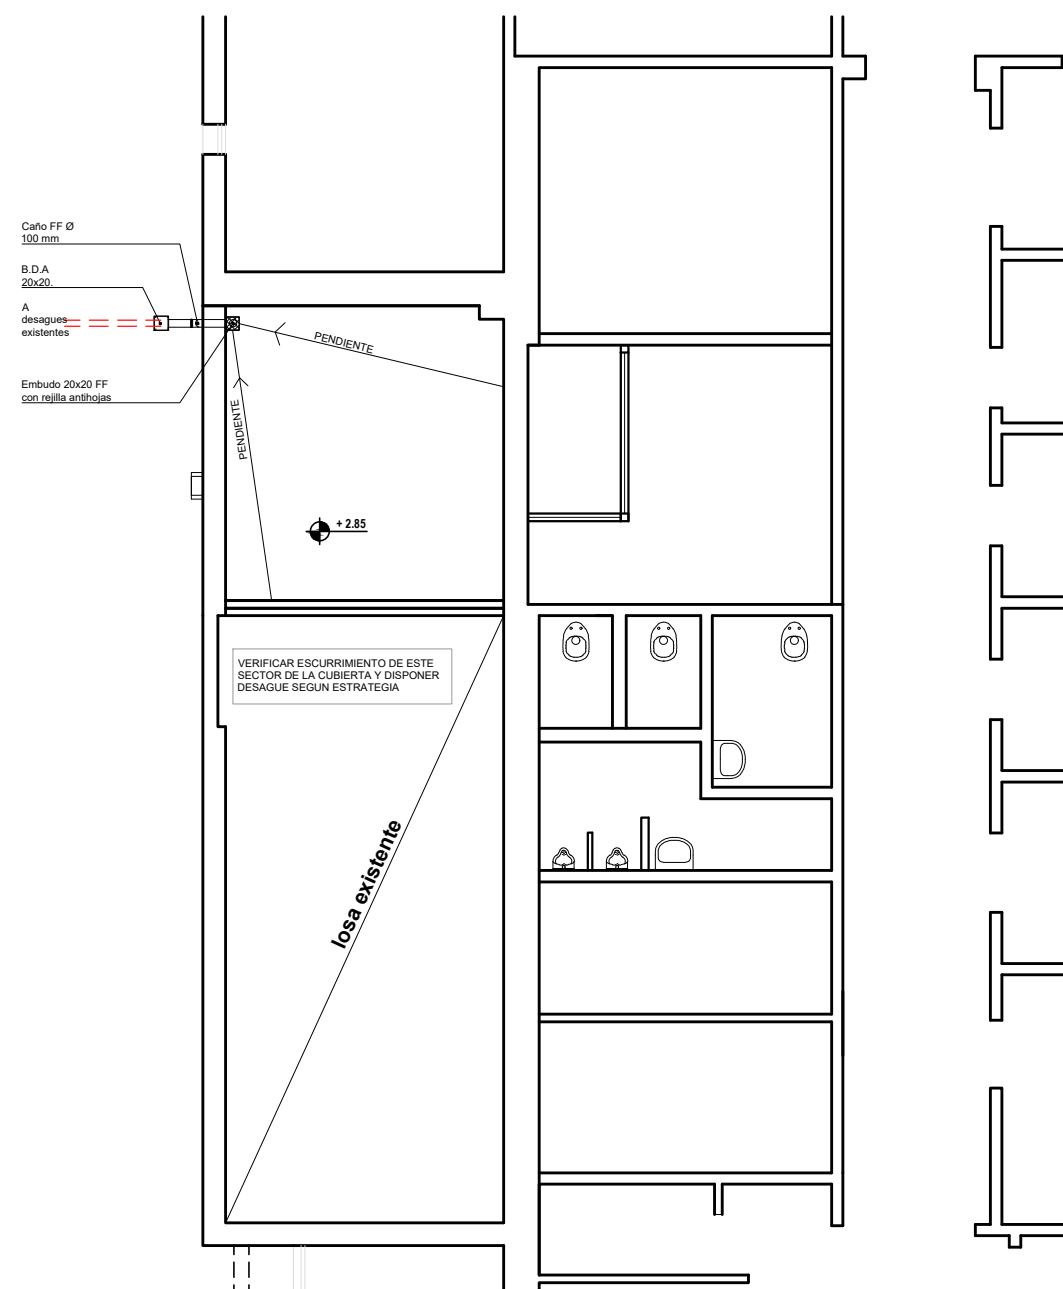 Caño FF Ø
100 mm
B.D.A
20x20.
A
desagues
existentes
Embudo 20x20 FF
con rejilla antihojas
PENDIENTE
PENDIENTE
+ 2.85
VERIFICAR ESCURRIMIENTO DE ESTE
SECTOR DE LA CUBIERTA Y DISPONER
DESAGUE SEGUN ESTRATEGIA
losa existente